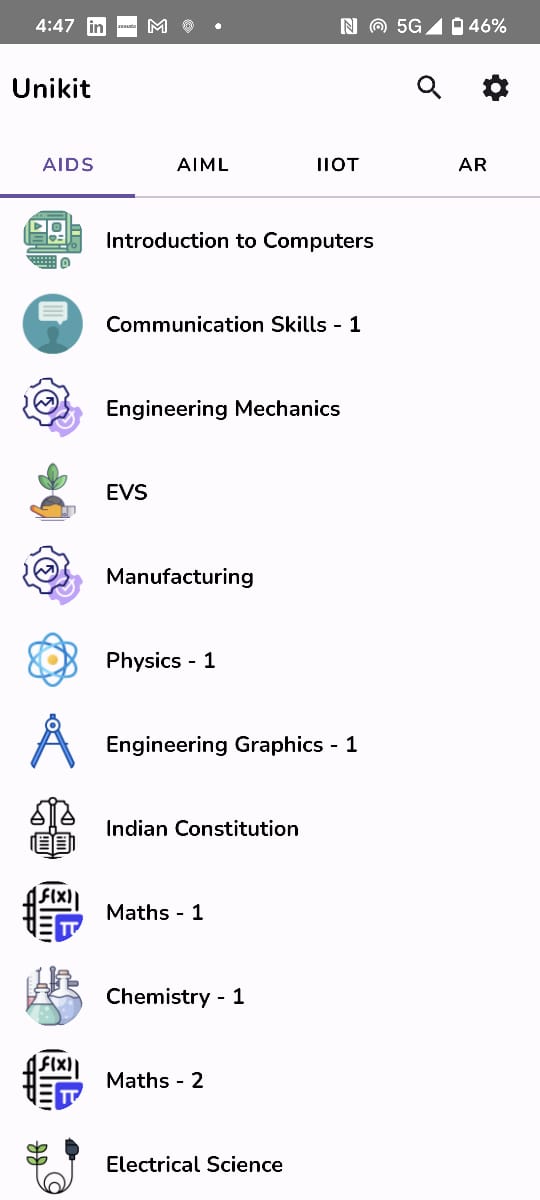 4:47 5G 46%
Unikit
AIDS AIML IIOT AR
Introduction to Computers
Communication Skills - 1
Engineering Mechanics
EVS
Manufacturing
Physics - 1
Engineering Graphics - 1
Indian Constitution
f(x)
π
Maths - 1
Chemistry - 1
f(x)
π
Maths - 2
Electrical Science